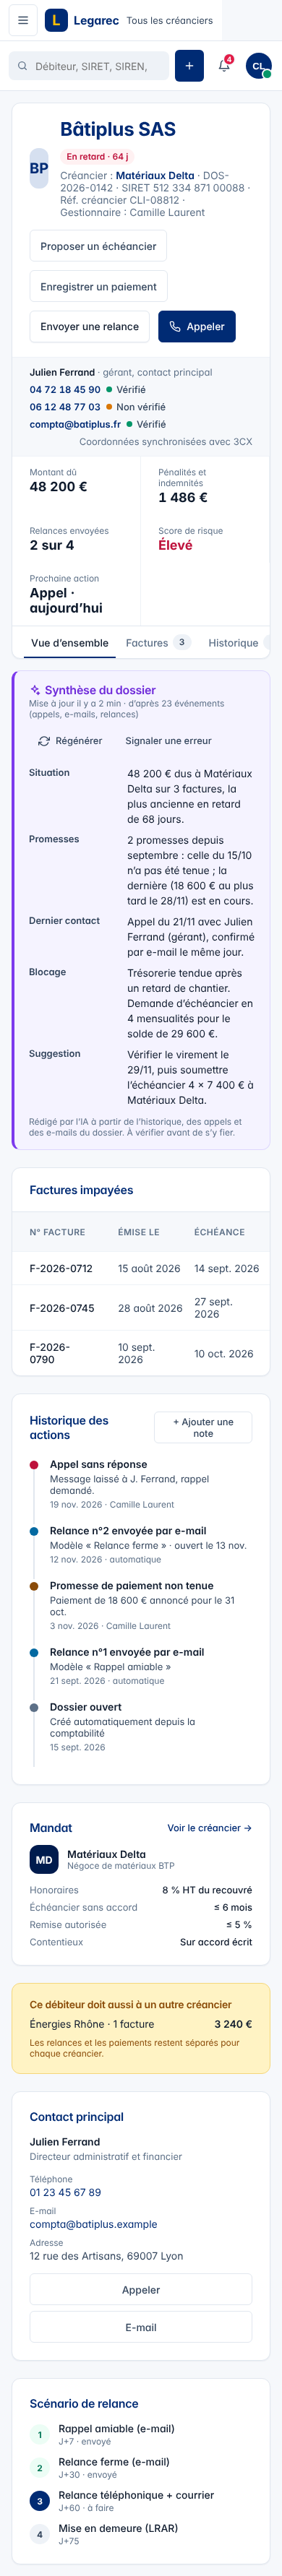 L Legarec Tous les créanciers
Débiteur, SIRET, SIREN,
+
4
CL
BP
Bâtiplus SAS
En retard · 64 j
Créancier : Matériaux Delta · DOS-
2026-0142 · SIRET 512 334 871 00088 ·
Réf. créancier CLI-08812 ·
Gestionnaire : Camille Laurent
Proposer un échéancier
Enregistrer un paiement
Envoyer une relance
Appeler
Julien Ferrand · gérant, contact principal
04 72 18 45 90 Vérifié
06 12 48 77 03 Non vérifié
compta@batiplus.fr Vérifié
Coordonnées synchronisées avec 3CX
Montant dû
48 200 €
Pénalités et
indemnités
1 486 €
Relances envoyées
2 sur 4
Score de risque
Élevé
Prochaine action
Appel ·
aujourd’hui
Vue d’ensemble
Factures 3
Historique
Synthèse du dossier
Mise à jour il y a 2 min · d’après 23 événements
(appels, e-mails, relances)
Régénérer
Signaler une erreur
Situation
48 200 € dus à Matériaux
Delta sur 3 factures, la
plus ancienne en retard
de 68 jours.
Promesses
2 promesses depuis
septembre : celle du 15/10
n’a pas été tenue ; la
dernière (18 600 € au plus
tard le 28/11) est en cours.
Dernier contact
Appel du 21/11 avec Julien
Ferrand (gérant), confirmé
par e-mail le même jour.
Blocage
Trésorerie tendue après
un retard de chantier.
Demande d’échéancier en
4 mensualités pour le
solde de 29 600 €.
Suggestion
Vérifier le virement le
29/11, puis soumettre
l’échéancier 4 × 7 400 € à
Matériaux Delta.
Rédigé par l’IA à partir de l’historique, des appels et
des e-mails du dossier. À vérifier avant de s’y fier.
Factures impayées
N° FACTURE ÉMISE LE ÉCHÉANCE
F-2026-0712 15 août 2026 14 sept. 2026
F-2026-0745 28 août 2026 27 sept.
2026
F-2026-
0790
10 sept.
2026
10 oct. 2026
Historique des
actions
+ Ajouter une
note
Appel sans réponse
Message laissé à J. Ferrand, rappel
demandé.
19 nov. 2026 · Camille Laurent
Relance n°2 envoyée par e-mail
Modèle « Relance ferme » · ouvert le 13 nov.
12 nov. 2026 · automatique
Promesse de paiement non tenue
Paiement de 18 600 € annoncé pour le 31
oct.
3 nov. 2026 · Camille Laurent
Relance n°1 envoyée par e-mail
Modèle « Rappel amiable »
21 sept. 2026 · automatique
Dossier ouvert
Créé automatiquement depuis la
comptabilité
15 sept. 2026
Mandat
Voir le créancier →
MD
Matériaux Delta
Négoce de matériaux BTP
Honoraires 8 % HT du recouvré
Échéancier sans accord ≤ 6 mois
Remise autorisée ≤ 5 %
Contentieux Sur accord écrit
Ce débiteur doit aussi à un autre créancier
Énergies Rhône · 1 facture 3 240 €
Les relances et les paiements restent séparés pour
chaque créancier.
Contact principal
Julien Ferrand
Directeur administratif et financier
Téléphone
01 23 45 67 89
E-mail
compta@batiplus.example
Adresse
12 rue des Artisans, 69007 Lyon
Appeler
E-mail
Scénario de relance
1 Rappel amiable (e-mail)
J+7 · envoyé
2 Relance ferme (e-mail)
J+30 · envoyé
3 Relance téléphonique + courrier
J+60 · à faire
4 Mise en demeure (LRAR)
J+75